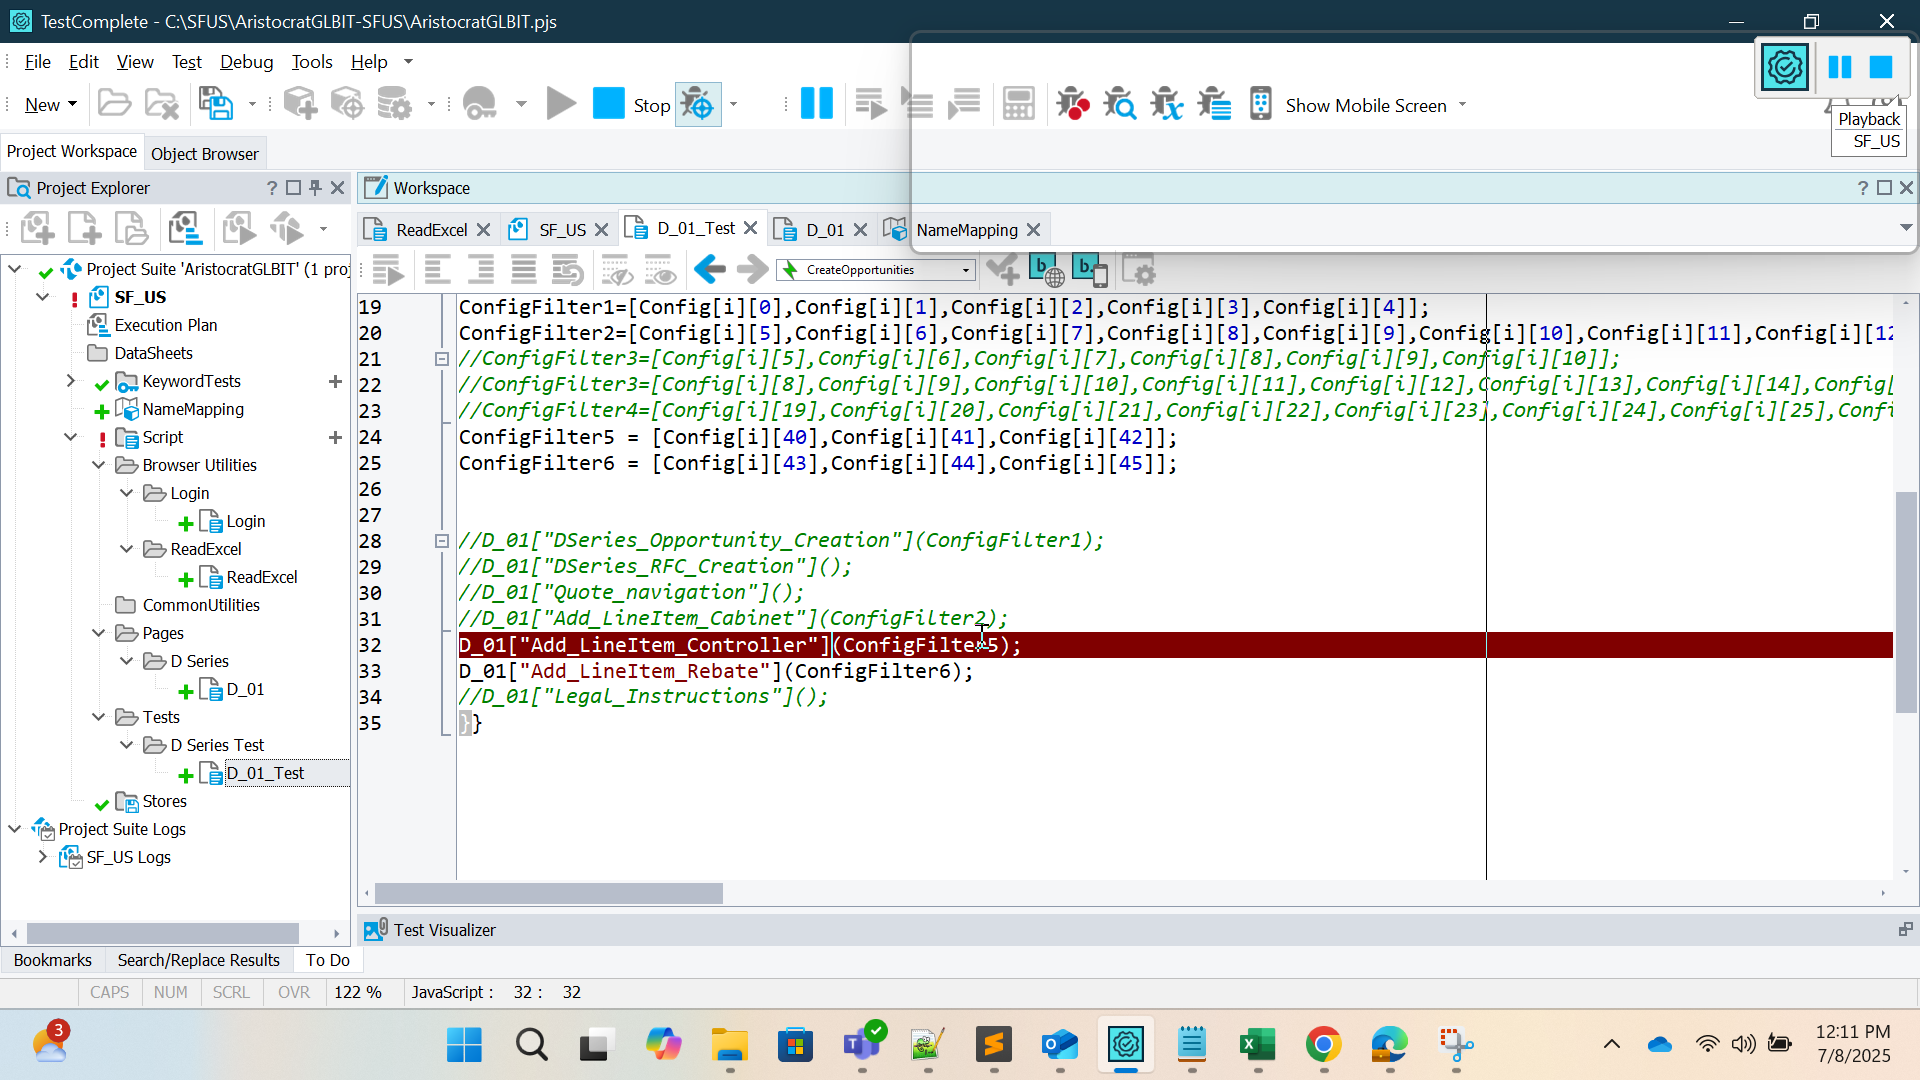 TestComplete - C:\SFUS\AristocratGLBIT-SFUS\AristocratGLBIT.pjs
File Edit View Test Debug Tools Help
New Stop Show Mobile Screen
Playback
SF_US
Project Workspace Object Browser
Project Explorer
Workspace
ReadExcel SF_US D_01_Test D_01 NameMapping
CreateOpportunities
Project Suite 'AristocratGLBIT' (1 proj
SF_US
Execution Plan
DataSheets
KeywordTests
NameMapping
Script
Browser Utilities
Login
Login
ReadExcel
ReadExcel
CommonUtilities
Pages
D Series
D_01
Tests
D Series Test
D_01_Test
Stores
Project Suite Logs
SF_US Logs
19 ConfigFilter1=[Config[i][0],Config[i][1],Config[i][2],Config[i][3],Config[i][4]];
20 ConfigFilter2=[Config[i][5],Config[i][6],Config[i][7],Config[i][8],Config[i][9],Config[i][10],Config[i][11],Config[i][12
21 //ConfigFilter3=[Config[i][5],Config[i][6],Config[i][7],Config[i][8],Config[i][9],Config[i][10]];
22 //ConfigFilter3=[Config[i][8],Config[i][9],Config[i][10],Config[i][11],Config[i][12],Config[i][13],Config[i][14],Config[
23 //ConfigFilter4=[Config[i][19],Config[i][20],Config[i][21],Config[i][22],Config[i][23],Config[i][24],Config[i][25],Confi
24 ConfigFilter5 = [Config[i][40],Config[i][41],Config[i][42]];
25 ConfigFilter6 = [Config[i][43],Config[i][44],Config[i][45]];
26
27
28 //D_01["DSeries_Opportunity_Creation"](ConfigFilter1);
29 //D_01["DSeries_RFC_Creation"]();
30 //D_01["Quote_navigation"]();
31 //D_01["Add_LineItem_Cabinet"](ConfigFilter2);
32 D_01["Add_LineItem_Controller"](ConfigFilter5);
33 D_01["Add_LineItem_Rebate"](ConfigFilter6);
34 //D_01["Legal_Instructions"]();
35 }}
Test Visualizer
Bookmarks Search/Replace Results To Do
CAPS NUM SCRL OVR 122 % JavaScript : 32 : 32
3
12:11 PM
7/8/2025